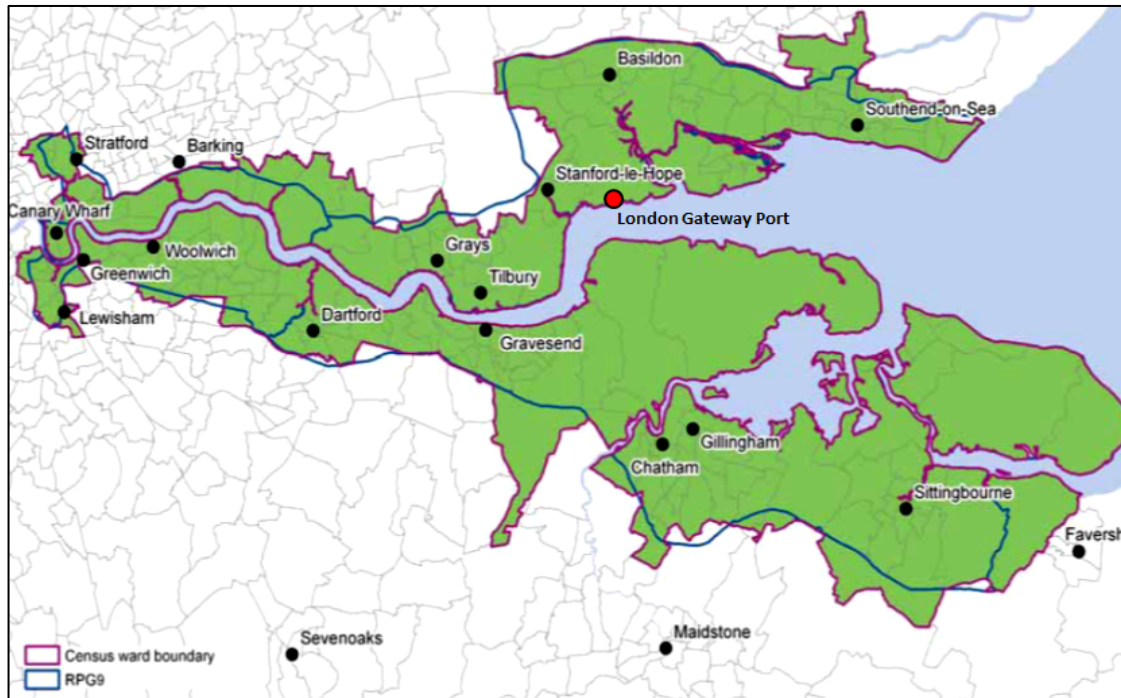 Basildon
Southend-on-Sea
Stratford
Barking
Stanford-le-Hope
Canary Wharf
London Gateway Port
Woolwich
Grays
Greenwich
Tilbury
Lewisham
Dartford
Gravesend
Gillingham
Chatham
Sittingbourne
Faversh
Sevenoaks
Maidstone
Census ward boundary
RPG9